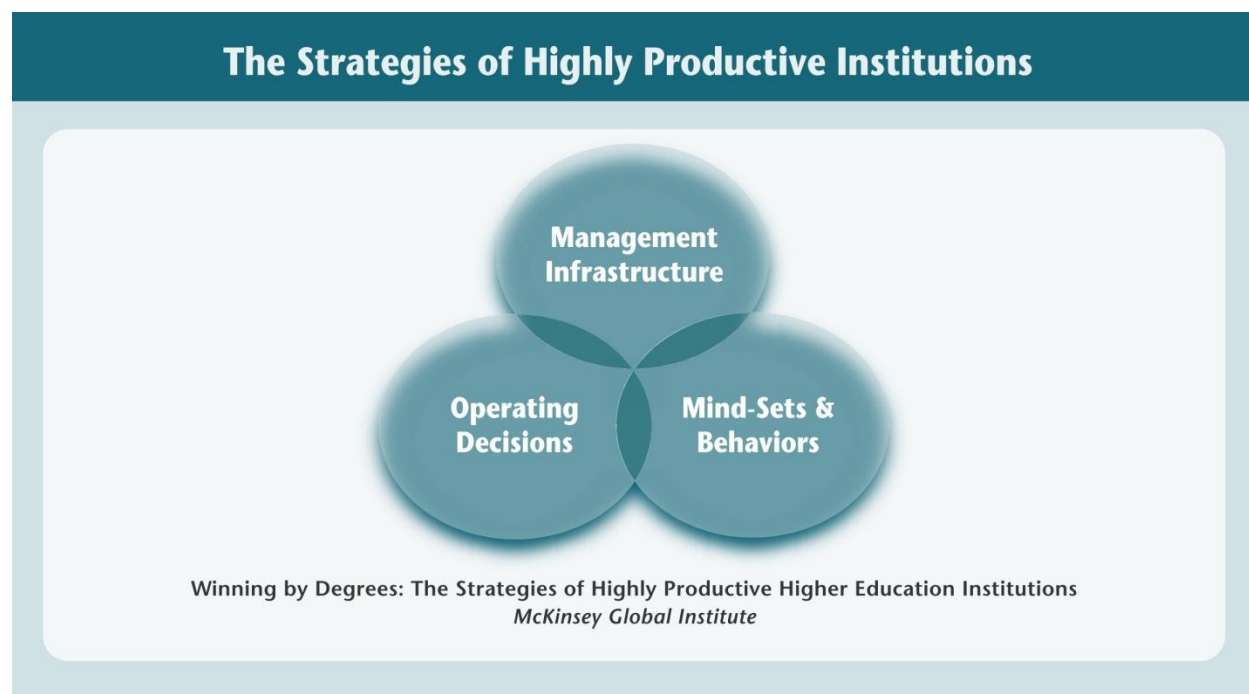 The Strategies of Highly Productive Institutions
Management
Infrastructure
Operating
Decisions
Mind-Sets &
Behaviors
Winning by Degrees: The Strategies of Highly Productive Higher Education Institutions
McKinsey Global Institute